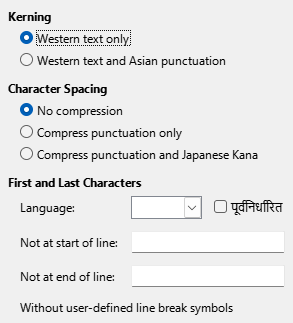 Kerning
Western text only
Western text and Asian punctuation
Character Spacing
No compression
Compress punctuation only
Compress punctuation and Japanese Kana
First and Last Characters
Language:
पूर्वनिर्धारित
Not at start of line:
Not at end of line:
Without user-defined line break symbols